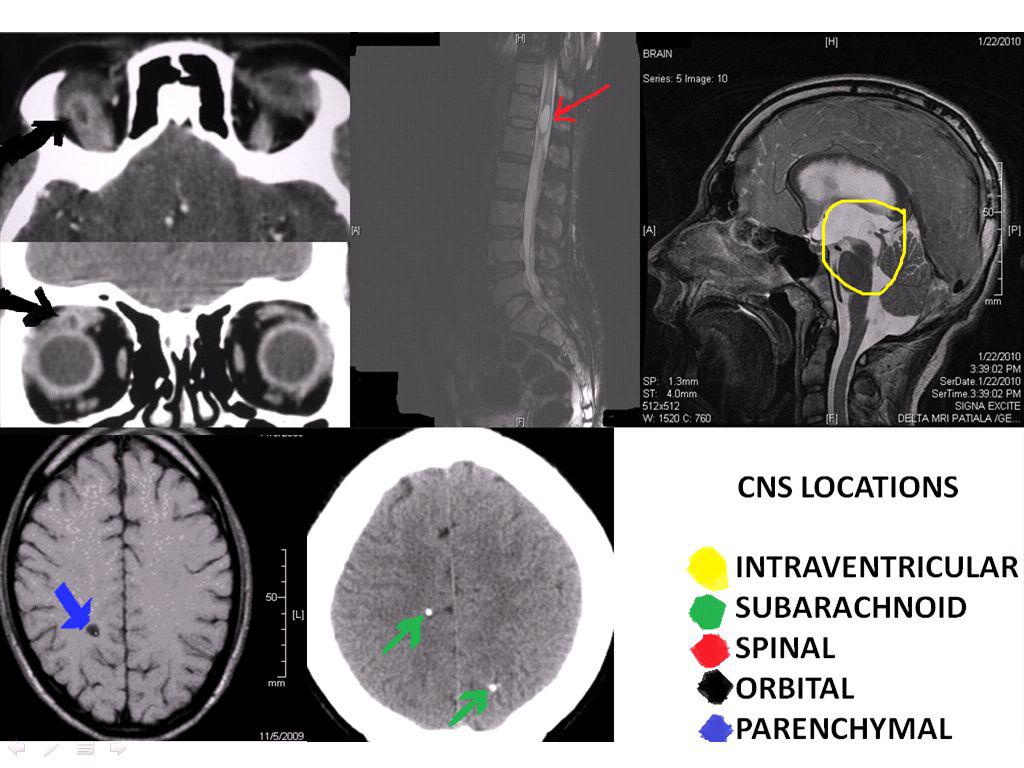 [H]
[A]
[F]
BRAIN
Series: 5 Image: 10
[H]
1/22/2010
[A]
50
[P]
mm
SP: 1.3mm
ST: 4.0mm
512x512
W: 1520 C: 760
[F]
1/22/2010
3:39:02 PM
SerDate.1/22/2010
SerTime.3:39:02 PM
SIGNA EXCITE
DELTA MRI PATIALA /GE...
50
[L]
mm
11/5/2009
CNS LOCATIONS
INTRAVENTRICULAR
SUBARACHNOID
SPINAL
ORBITAL
PARENCHYMAL